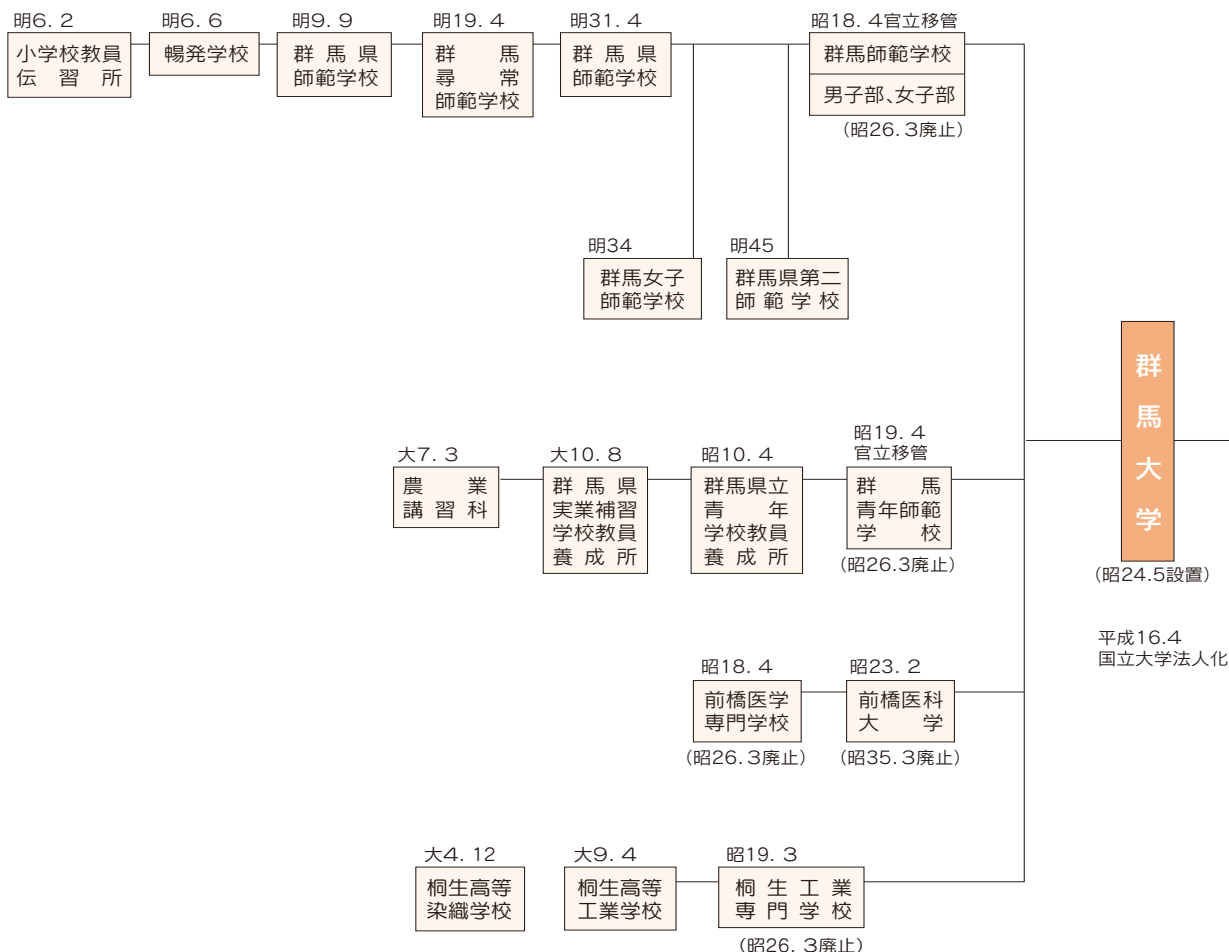 明6. 2
小学校教員
伝習所
明6. 6
暢発学校
明9. 9
群馬県
師範学校
明19. 4
群馬
尋常
師範学校
明31. 4
群馬県
師範学校
昭18. 4官立移管
群馬師範学校
男子部、女子部
(昭26. 3廃止)
明34
群馬女子
師範学校
明45
群馬県第二
師範学校
大7. 3
農業
講習科
大10. 8
群馬県
実業補習
学校教員
養成所
昭10. 4
群馬県立
青年
学校教員
養成所
昭19. 4
官立移管
群馬
青年師範
学校
(昭26.3廃止)
昭18. 4
前橋医学
専門学校
(昭26. 3廃止)
昭23. 2
前橋医科
大学
(昭35. 3廃止)
大4. 12
桐生高等
染織学校
大9. 4
桐生高等
工業学校
昭19. 3
桐生工業
専門学校
(昭26. 3廃止)
群馬大学
(昭24.5設置)
平成16.4
国立大学法人化